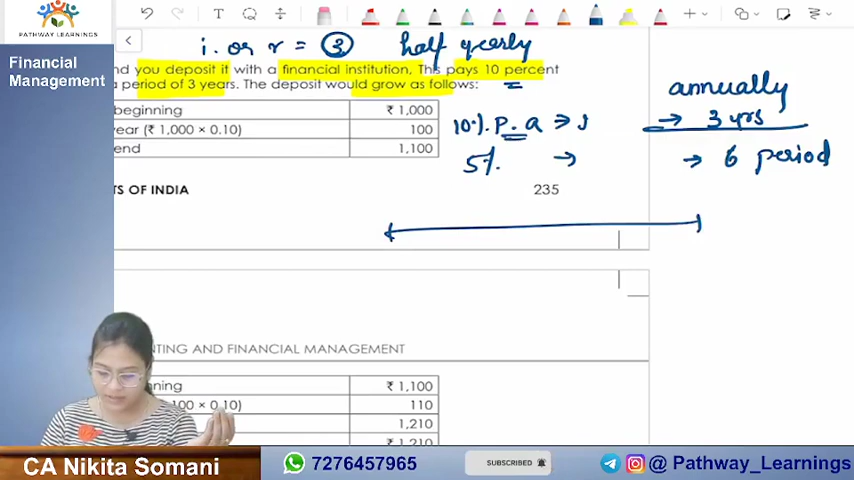 PATHWAY LEARNINGS
Financial
Management
i. or r = 3 half yearly
nd you deposit it with a financial institution, This pays 10 percent
a period of 3 years. The deposit would grow as follows:
beginning ₹ 1,000
year (₹ 1,000 × 0.10) 100
end 1,100
10%. P.a ⇒
5%. →
annually
→ 3 yrs
→ 6 period
TS OF INDIA 235
NTING AND FINANCIAL MANAGEMENT
nning ₹ 1,100
100 × 0.10) 110
1,210
₹ 1,210
CA Nikita Somani 7276457965 SUBSCRIBED @ Pathway_Learnings